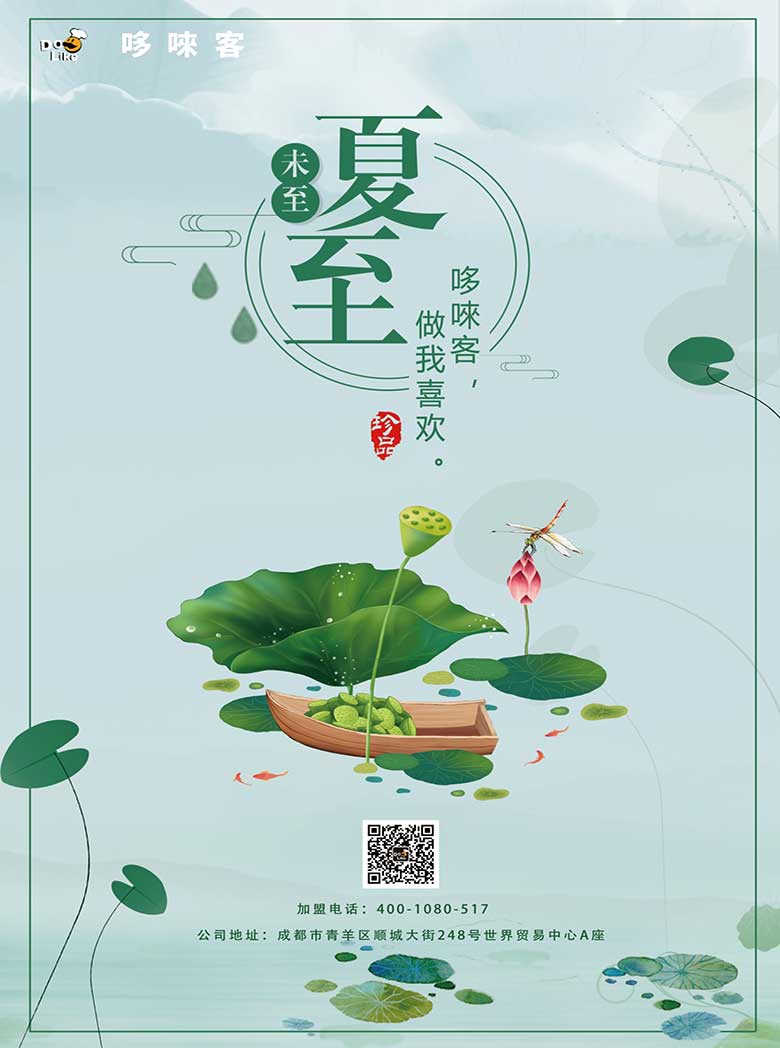 Do Like
哆唻客
夏至
未至
哆唻客，
做我喜欢。
珍品
加盟电话：400-1080-517
公司地址：成都市青羊区顺城大街248号世界贸易中心A座